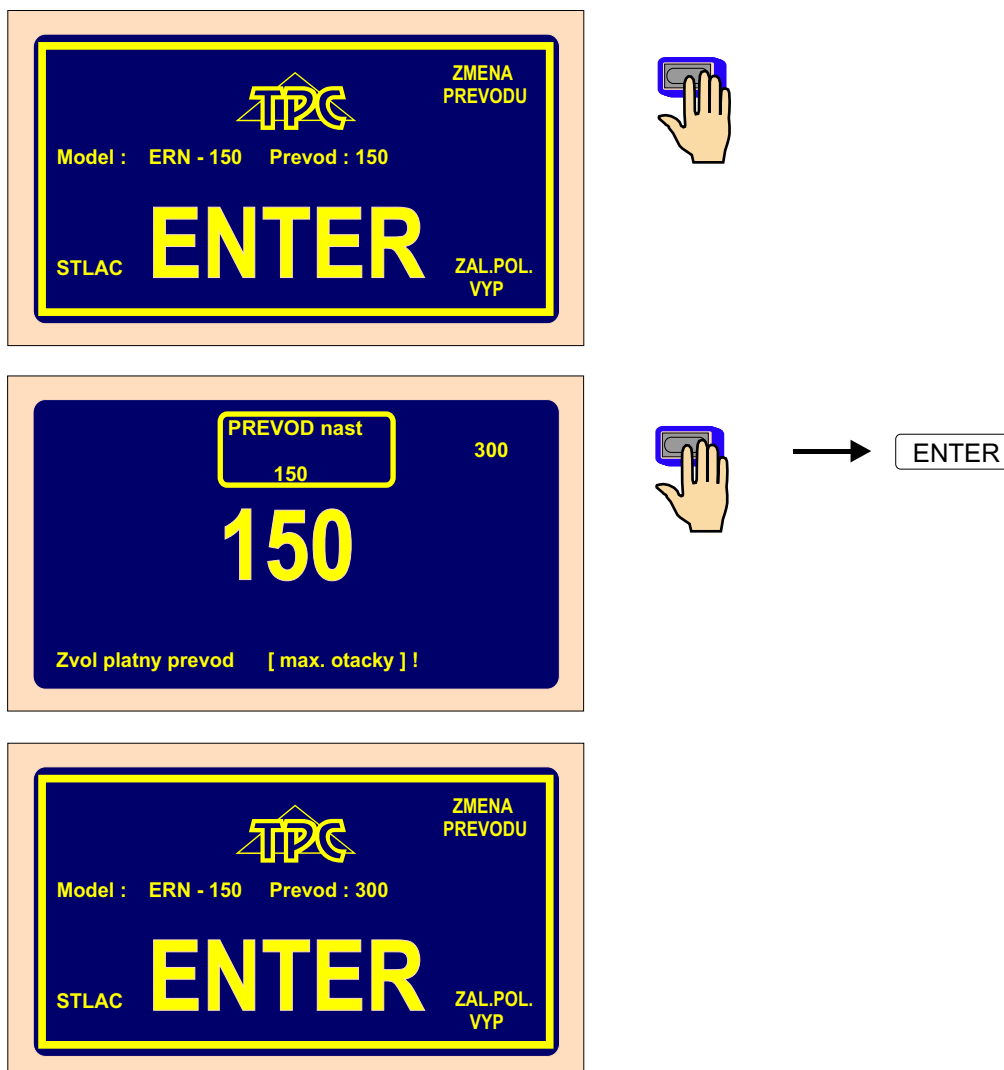 ZMENA
PREVODU
TPC
Model : ERN - 150 Prevod : 150
ENTER
STLAC
ZAL.POL.
VYP
PREVOD nast
300
150
150
Zvol platny prevod [ max. otacky ] !
ENTER
ZMENA
PREVODU
TPC
Model : ERN - 150 Prevod : 300
ENTER
STLAC
ZAL.POL.
VYP